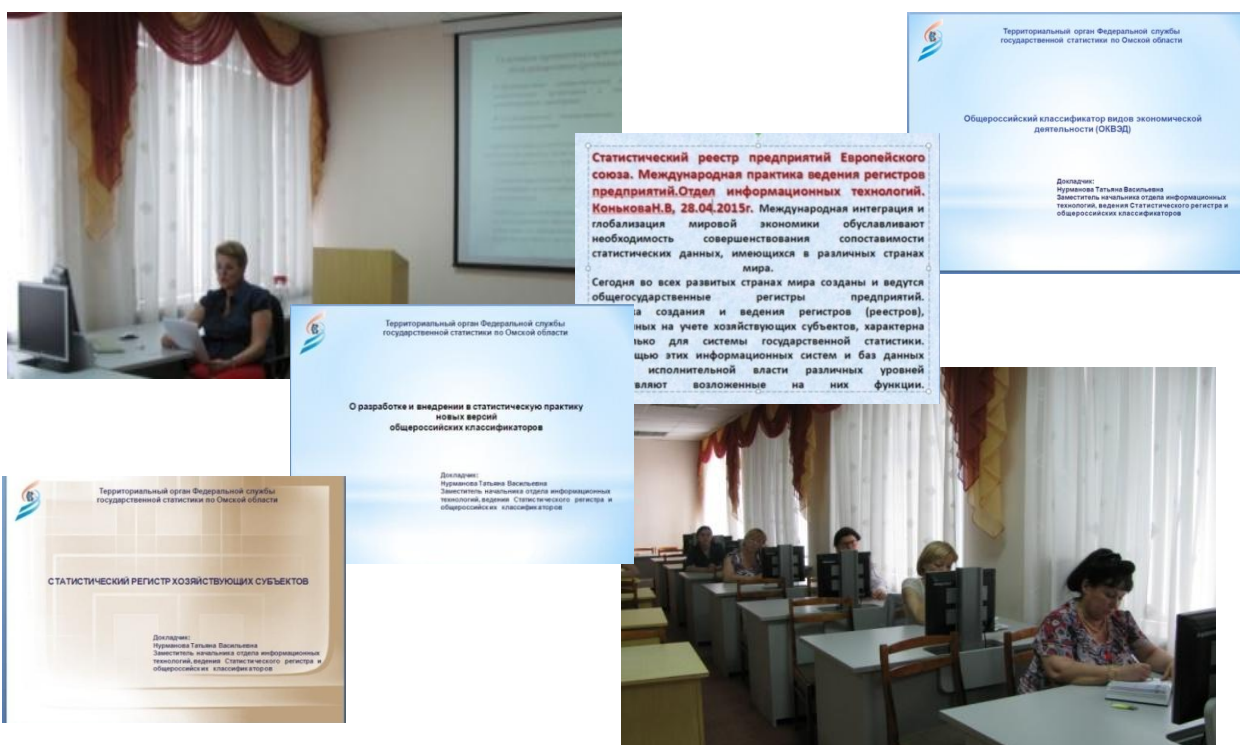 Территориальный орган Федеральной службы
государственной статистики по Омской области
Общероссийский классификатор видов экономической
деятельности (ОКВЭД)
Докладчик:
Нурманова Татьяна Васильевна
Заместитель начальника отдела информационных
технологий, ведения Статистического регистра и
общероссийских классификаторов
Статистический реестр предприятий Европейского
союза. Международная практика ведения регистров
предприятий.Отдел информационных технологий.
КоньковаН.В, 28.04.2015г. Международная интеграция и
глобализация мировой экономики обуславливают
необходимость совершенствования сопоставимости
статистических данных, имеющихся в различных странах
мира.
Сегодня во всех развитых странах мира созданы и ведутся
общегосударственные регистры предприятий.
создания и ведения регистров (реестров),
на учете хозяйствующих субъектов, характерна
для системы государственной статистики.
этих информационных систем и баз данных
исполнительной власти различных уровней
возложенные на них функции.
Территориальный орган Федеральной службы
государственной статистики по Омской области
О разработке и внедрении в статистическую практику
новых версий
общероссийских классификаторов
Докладчик:
Нурманова Татьяна Васильевна
Заместитель начальника отдела информационных
технологий, ведения Статистического регистра и
общероссийских классификаторов
Территориальный орган Федеральной службы
государственной статистики по Омской области
СТАТИСТИЧЕСКИЙ РЕГИСТР ХОЗЯЙСТВУЮЩИХ СУБЪЕКТОВ
Докладчик:
Нурманова Татьяна Васильевна
Заместитель начальника отдела информационных
технологий, ведения Статистического регистра и
общероссийских классификаторов